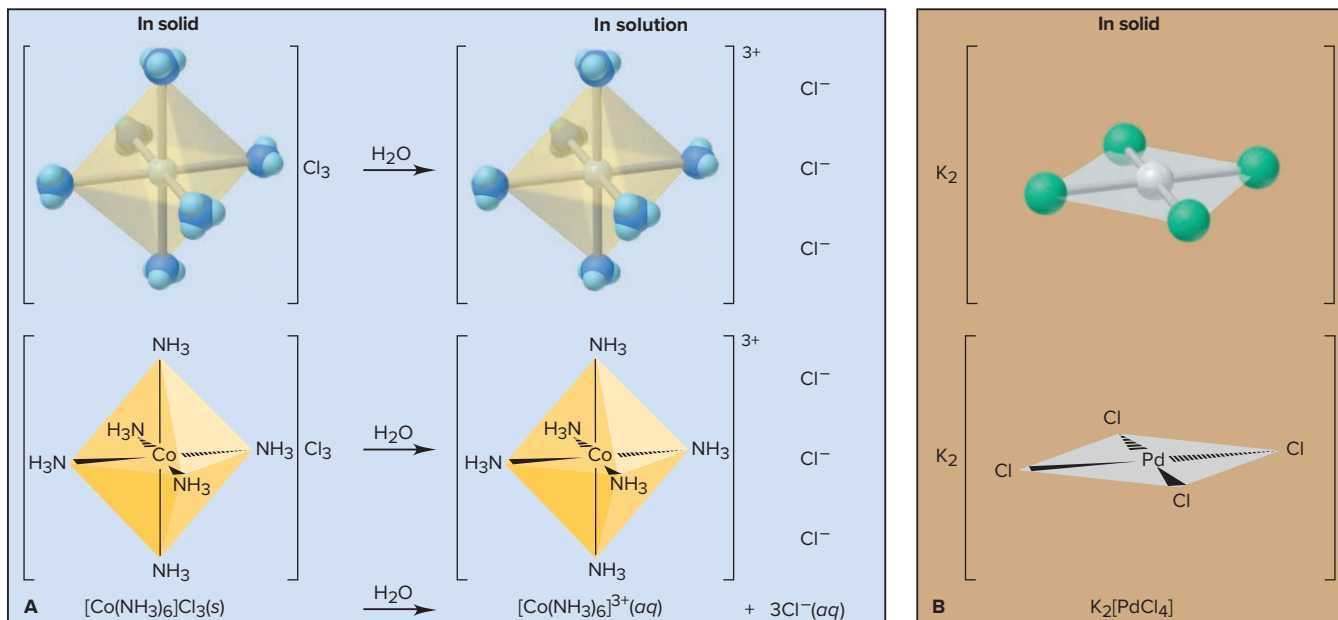 In solid
In solution
3+
Cl₃
H₂O
Cl⁻
Cl⁻
Cl⁻
NH₃
NH₃
3+
H₃N
H₃N
Co
NH₃
NH₃
NH₃
Cl₃
H₂O
H₃N
H₃N
Co
NH₃
NH₃
NH₃
Cl⁻
Cl⁻
Cl⁻
A
[Co(NH₃)₆]Cl₃(s)
H₂O
[Co(NH₃)₆]³⁺(aq)
+ 3Cl⁻(aq)
In solid
K₂
K₂
Cl
Cl
Pd
Cl
Cl
B
K₂[PdCl₄]